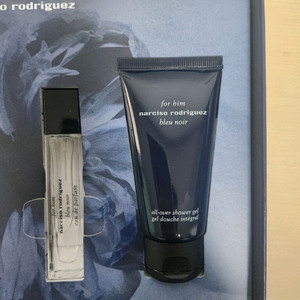 so rodriguez
for him
narciso rodriguez
bleu noir
all-over shower gel
gel douche intégral
for him
narciso rodriguez
bleu noir
eau de parfum